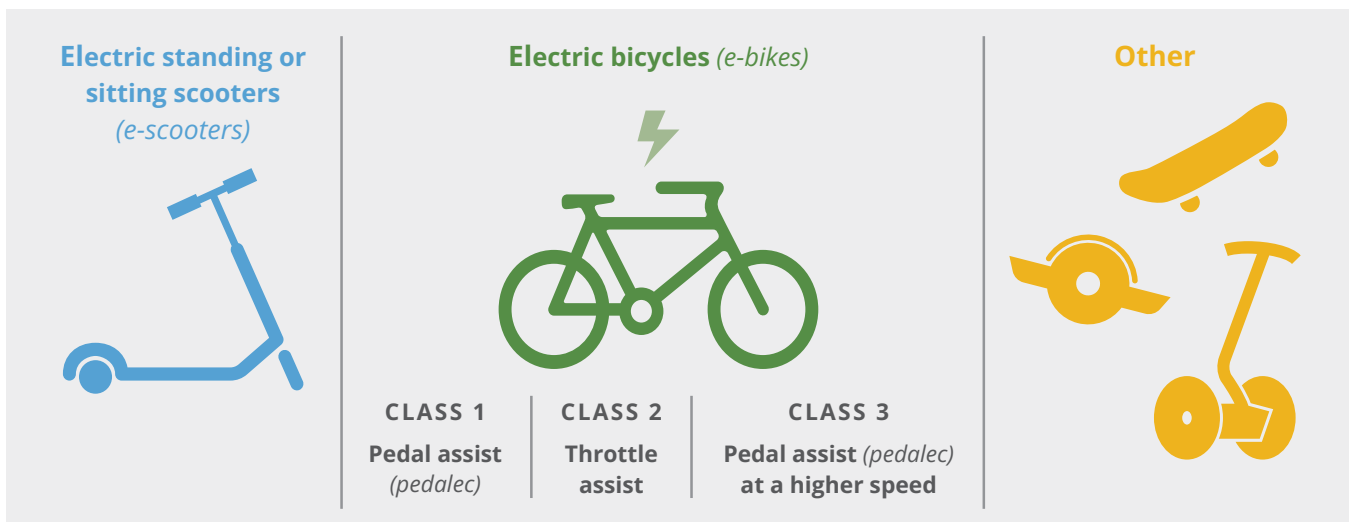 Electric standing or
sitting scooters
(e-scooters)
Electric bicycles (e-bikes)
CLASS 1
Pedal assist
(pedalec)
CLASS 2
Throttle
assist
CLASS 3
Pedal assist (pedalec)
at a higher speed
Other